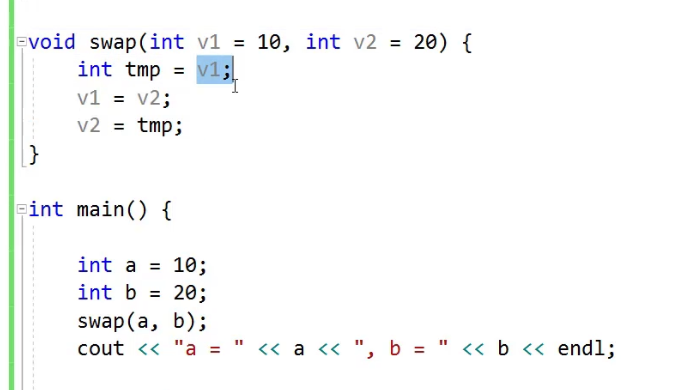 void swap(int v1 = 10, int v2 = 20) {
int tmp = v1;
v1 = v2;
v2 = tmp;
}
int main() {
int a = 10;
int b = 20;
swap(a, b);
cout << "a = " << a << ", b = " << b << endl;